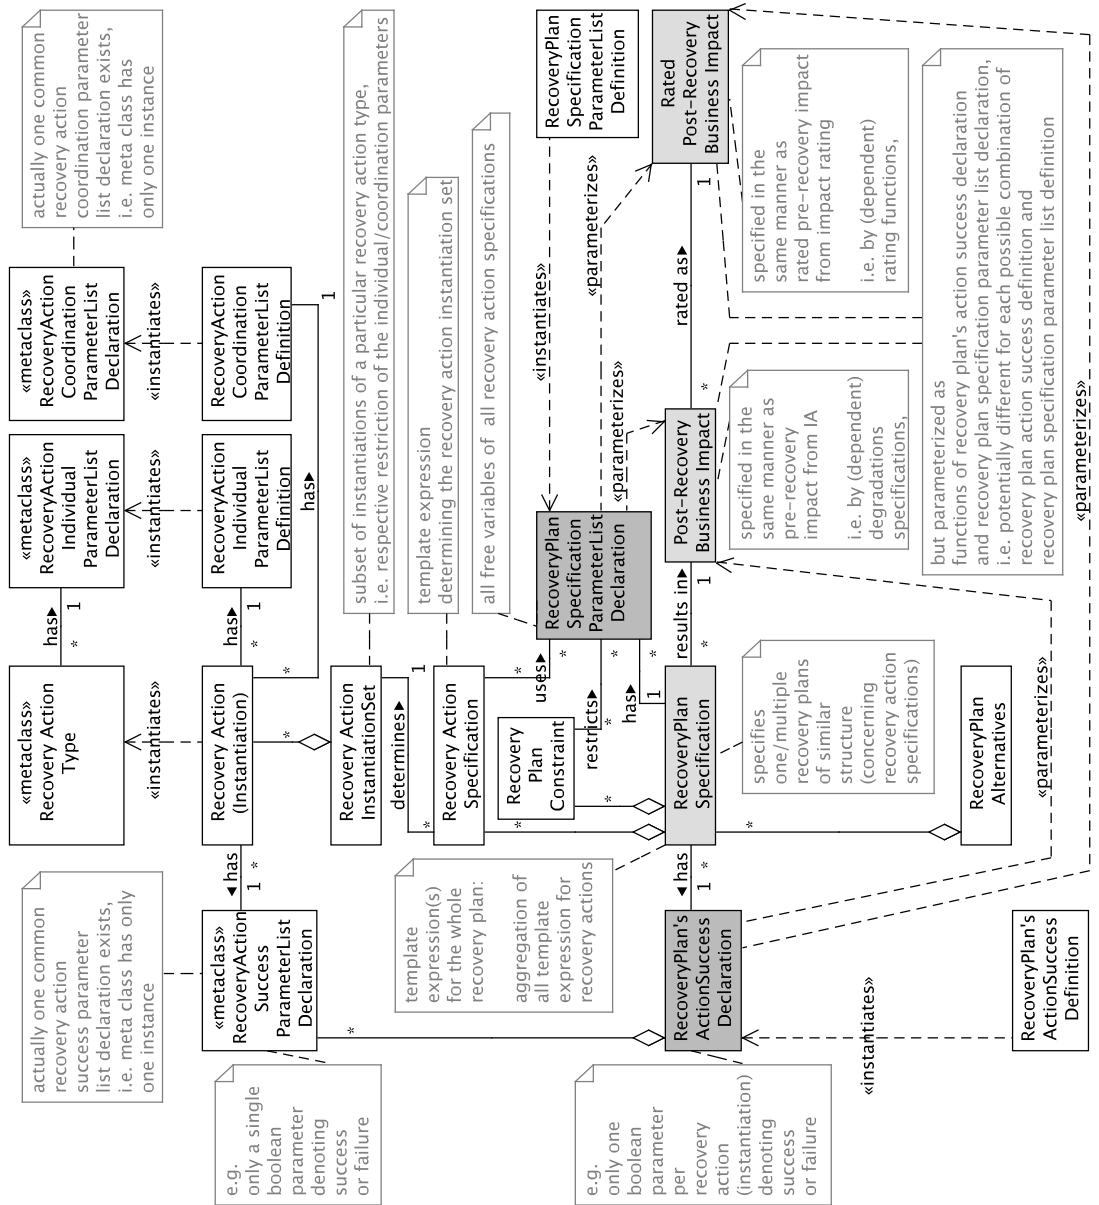 actually one common
recovery action
coordination parameter
list declaration exists,
i.e. meta class has
only one instance
«metaclass»
RecoveryAction
Coordination
ParameterList
Declaration
«instantiates»
RecoveryAction
Coordination
ParameterList
Definition
1
has▶
«metaclass»
RecoveryAction
Individual
ParameterList
Declaration
«instantiates»
RecoveryAction
Individual
ParameterList
Definition
has▶
1
*
has▶
1
*
*
«metaclass»
Recovery Action
Type
«instantiates»
Recovery Action
(Instantiation)
*
◀ has
1 *
actually one common
recovery action
success parameter
list declaration exists,
i.e. meta class has only
one instance
«metaclass»
RecoveryAction
Success
ParameterList
Declaration
*
e.g.
only a single
boolean
parameter
denoting
success
or failure
subset of instantiations of a particular recovery action type,
i.e. respective restriction of the individual/coordination parameters
template expression
determining the recovery action instantiation set
all free variables of all recovery action specifications
Recovery Action
InstantiationSet
1
determines▶
*
Recovery Action
Specification
*
uses▶
*
*
Recovery
Plan
Constraint
*
restricts▶
*
*
has▶
1
*
RecoveryPlan
Specification
ParameterList
Definition
«instantiates»
RecoveryPlan
Specification
ParameterList
Declaration
«parameterizes»
«parameterizes»
Rated
Post-Recovery
Business Impact
1
rated as▶
*
Post-Recovery
Business Impact
1
results in▶
*
RecoveryPlan
Specification
◀ has
1 *
template
expression(s)
for the whole
recovery plan:
aggregation of
all template
expression for
recovery actions
RecoveryPlan's
ActionSuccess
Declaration
e.g.
only one
boolean
parameter
per
recovery
action
(instantiation)
denoting
success
or failure
specified in the
same manner as
rated pre-recovery impact
from impact rating
i.e. by (dependent)
rating functions,
specified in the
same manner as
pre-recovery
impact from IA
i.e. by (dependent)
degradations
specifications,
but parameterized as
functions of recovery plan's action success declaration
and recovery plan specification parameter list declaration,
i.e. potentially different for each possible combination of
recovery plan action success definition and
recovery plan specification parameter list definition
specifies
one/multiple
recovery plans
of similar
structure
(concerning
recovery action
specifications)
*
RecoveryPlan
Alternatives
«parameterizes»
«parameterizes»
«instantiates»
RecoveryPlan's
ActionSuccess
Definition